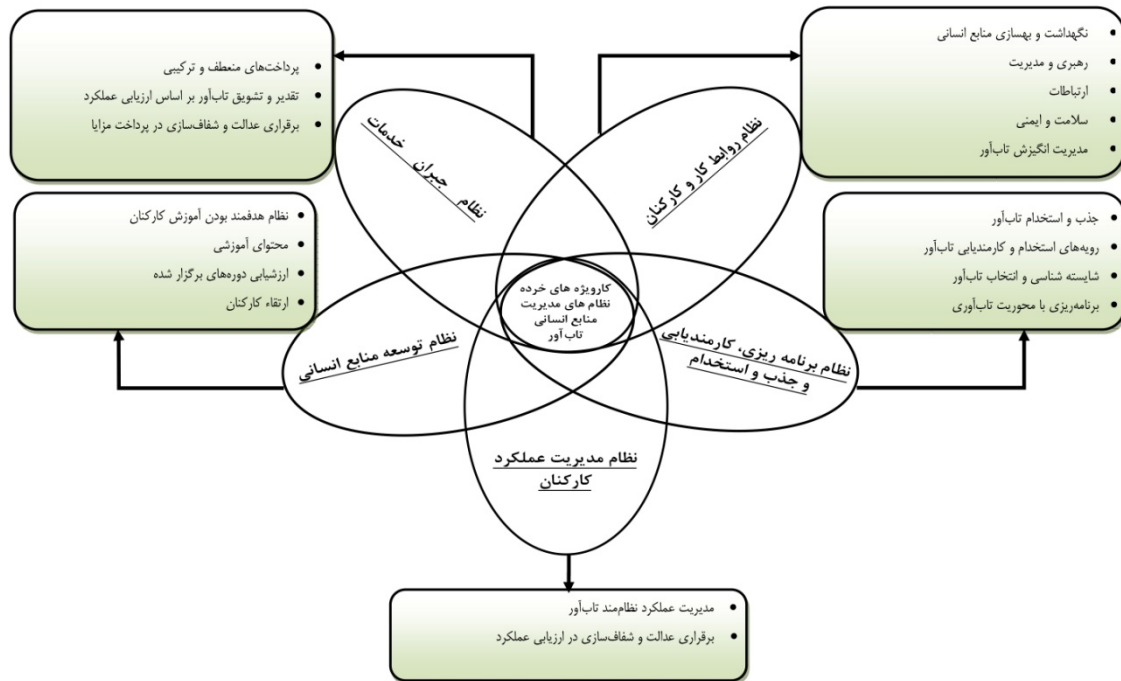 نگهداشت و بهسازی منابع انسانی
رهبری و مدیریت
ارتباطات
سلامت و ایمنی
مدیریت انگیزش تاب‌آور
پرداخت‌های منعطف و ترکیبی
تقدیر و تشویق تاب‌آور بر اساس ارزیابی عملکرد
برقراری عدالت و شفاف‌سازی در پرداخت مزایا
نظام روابط کار و کارکنان
نظام جبران خدمات
جذب و استخدام تاب‌آور
رویه‌های استخدام و کارمندیابی تاب‌آور
شایسته شناسی و انتخاب تاب‌آور
برنامه‌ریزی با محوریت تاب‌آوری
نظام هدفمند بودن آموزش کارکنان
محتوای آموزشی
ارزشیابی دوره‌های برگزار شده
ارتقاء کارکنان
کارویژه های خرده
نظام های مدیریت
منابع انسانی
تاب‌آور
نظام برنامه ریزی، کارمندیابی
و جذب و استخدام
نظام توسعه منابع انسانی
نظام مدیریت عملکرد
کارکنان
مدیریت عملکرد نظام‌مند تاب‌آور
برقراری عدالت و شفاف‌سازی در ارزیابی عملکرد